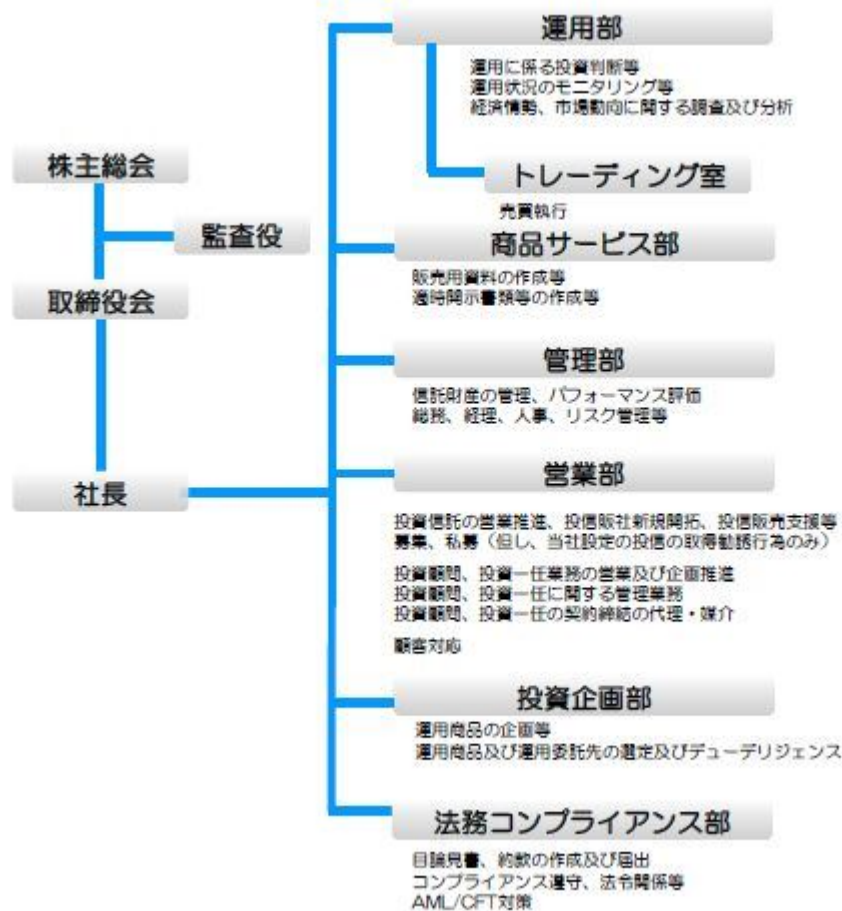 株主総会
監査役
取締役会
社長
運用部
運用に係る投資判断等
運用状況のモニタリング等
経済情勢、市場動向に関する調査及び分析
トレーディング室
売買執行
商品サービス部
販売用資料の作成等
適時開示書類等の作成等
管理部
信託財産の管理、パフォーマンス評価
総務、経理、人事、リスク管理等
営業部
投資信託の営業推進、投信販社新規開拓、投信販売支援等
募集、私募（但し、当社設定の投信の取得勧誘行為のみ）
投資顧問、投資一任業務の営業及び企画推進
投資顧問、投資一任に関する管理業務
投資顧問、投資一任の契約締結の代理・媒介
顧客対応
投資企画部
運用商品の企画等
運用商品及び運用委託先の選定及びデューデリジェンス
法務コンプライアンス部
目論見書、約款の作成及び届出
コンプライアンス遵守、法令関係等
AML/CFT対策